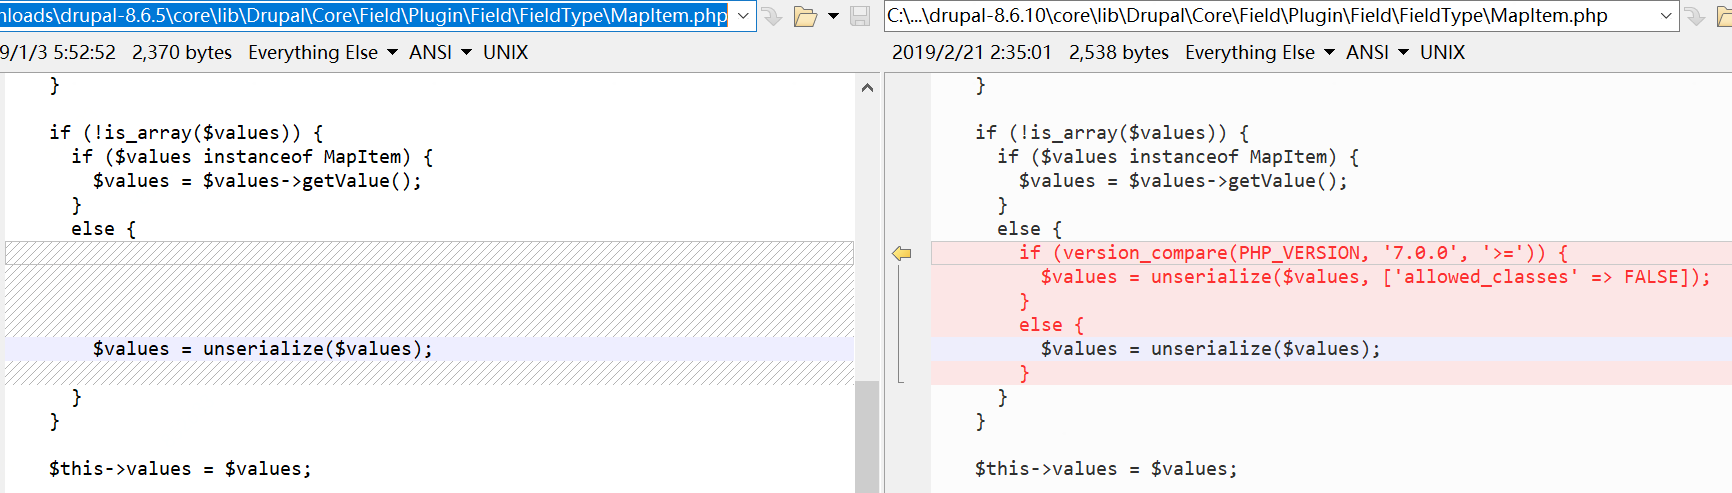 nloads\drupal-8.6.5\core\lib\Drupal\Core\Field\Plugin\Field\FieldType\MapItem.php
9/1/3 5:52:52 2,370 bytes Everything Else ANSI UNIX
}
if (!is_array($values)) {
if ($values instanceof MapItem) {
$values = $values->getValue();
}
else {
$values = unserialize($values);
}
}
$this->values = $values;
C:\...\drupal-8.6.10\core\lib\Drupal\Core\Field\Plugin\Field\FieldType\MapItem.php
2019/2/21 2:35:01 2,538 bytes Everything Else ANSI UNIX
}
if (!is_array($values)) {
if ($values instanceof MapItem) {
$values = $values->getValue();
}
else {
if (version_compare(PHP_VERSION, '7.0.0', '>=')) {
$values = unserialize($values, ['allowed_classes' => FALSE]);
}
else {
$values = unserialize($values);
}
}
}
$this->values = $values;